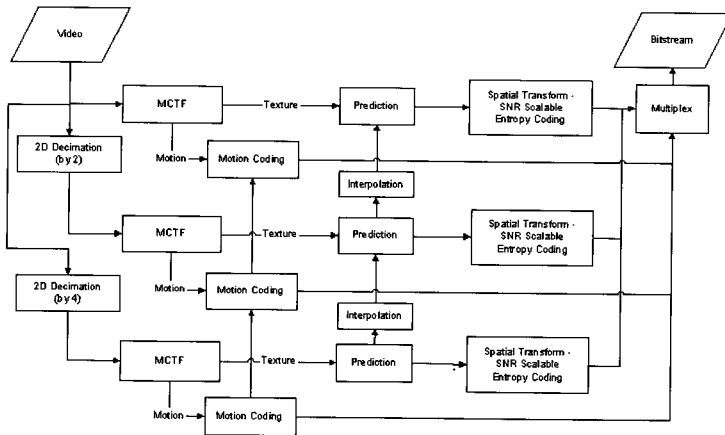 Video
Bitstream
MCTF
Texture
Prediction
Spatial Transform -
SNR Scalable
Entropy Coding
Multiplex
2D Decimation
(by 2)
Motion
Motion Coding
Interpolation
MCTF
Texture
Prediction
Spatial Transform -
SNR Scalable
Entropy Coding
2D Decimation
(by 4)
Motion
Motion Coding
Interpolation
MCTF
Texture
Prediction
Spatial Transform -
SNR Scalable
Entropy Coding
Motion
Motion Coding